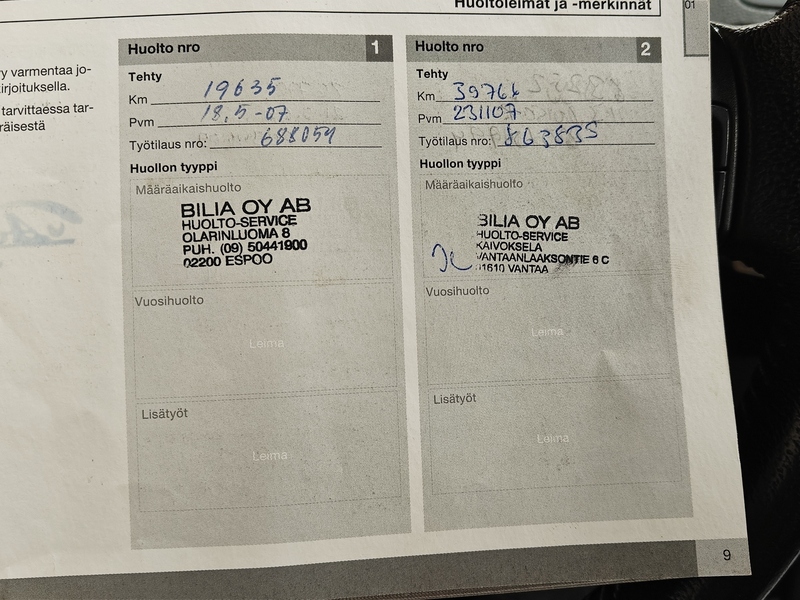 Huoltoleimat ja -merkinnät
01
y varmentaa jo-
irjoituksella.
tarvittaessa tar-
räisestä
Huolto nro 1
Tehty
Km 19635
Pvm 18.5-07
Työtilaus nro: 688059
Huollon tyyppi
Määräaikaishuolto
BILIA OY AB
HUOLTO-SERVICE
OLARINLUOMA 8
PUH. (09) 50441900
02200 ESPOO
Vuosihuolto
Leima
Lisätyöt
Leima
Huolto nro 2
Tehty
Km
Pvm 231107
Työtilaus nro: 863835
Huollon tyyppi
Määräaikaishuolto
BILIA OY AB
HUOLTO-SERVICE
KAIVOKSELA
VANTAANLAAKSONTIE 6 C
01610 VANTAA
Vuosihuolto
Leima
Lisätyöt
Leima
9